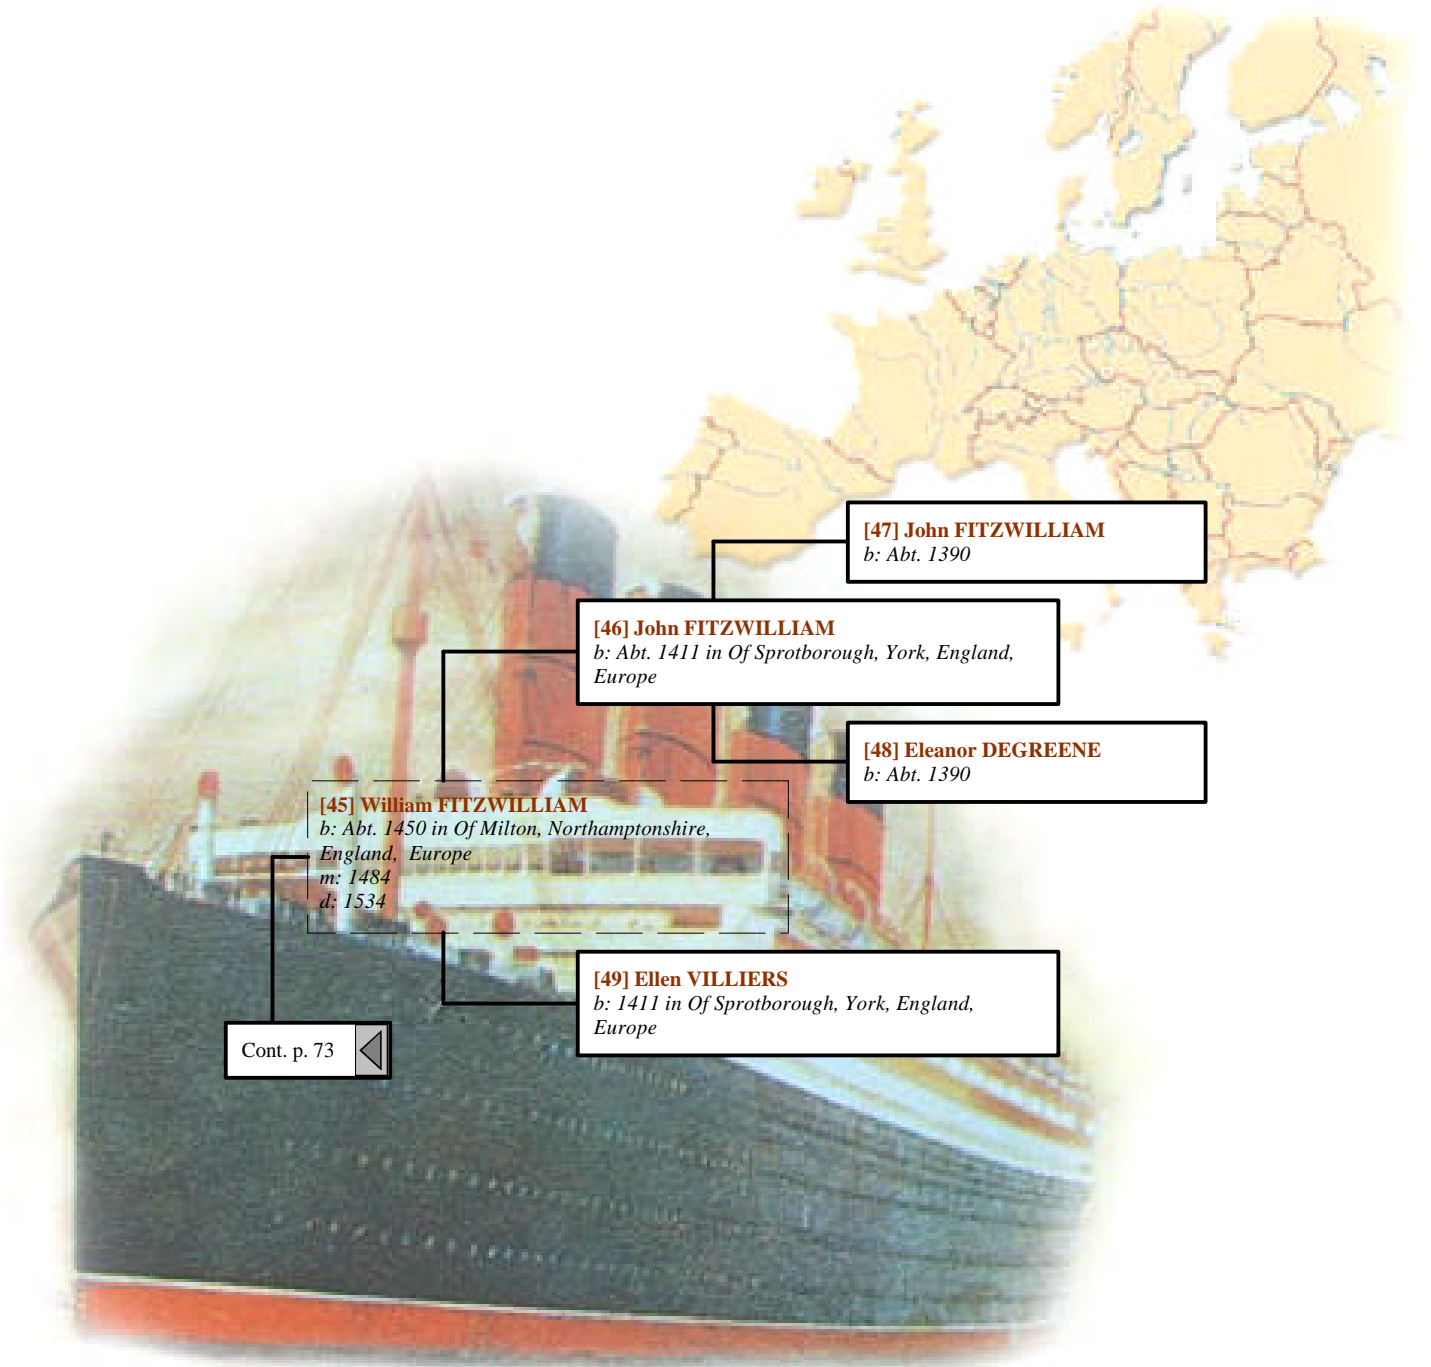 [47] John FITZWILLIAM
b: Abt. 1390
[46] John FITZWILLIAM
b: Abt. 1411 in Of Sprotborough, York, England,
Europe
[48] Eleanor DEGREENE
b: Abt. 1390
[45] William FITZWILLIAM
b: Abt. 1450 in Of Milton, Northamptonshire,
England, Europe
m: 1484
d: 1534
[49] Ellen VILLIERS
b: 1411 in Of Sprotborough, York, England,
Europe
Cont. p. 73